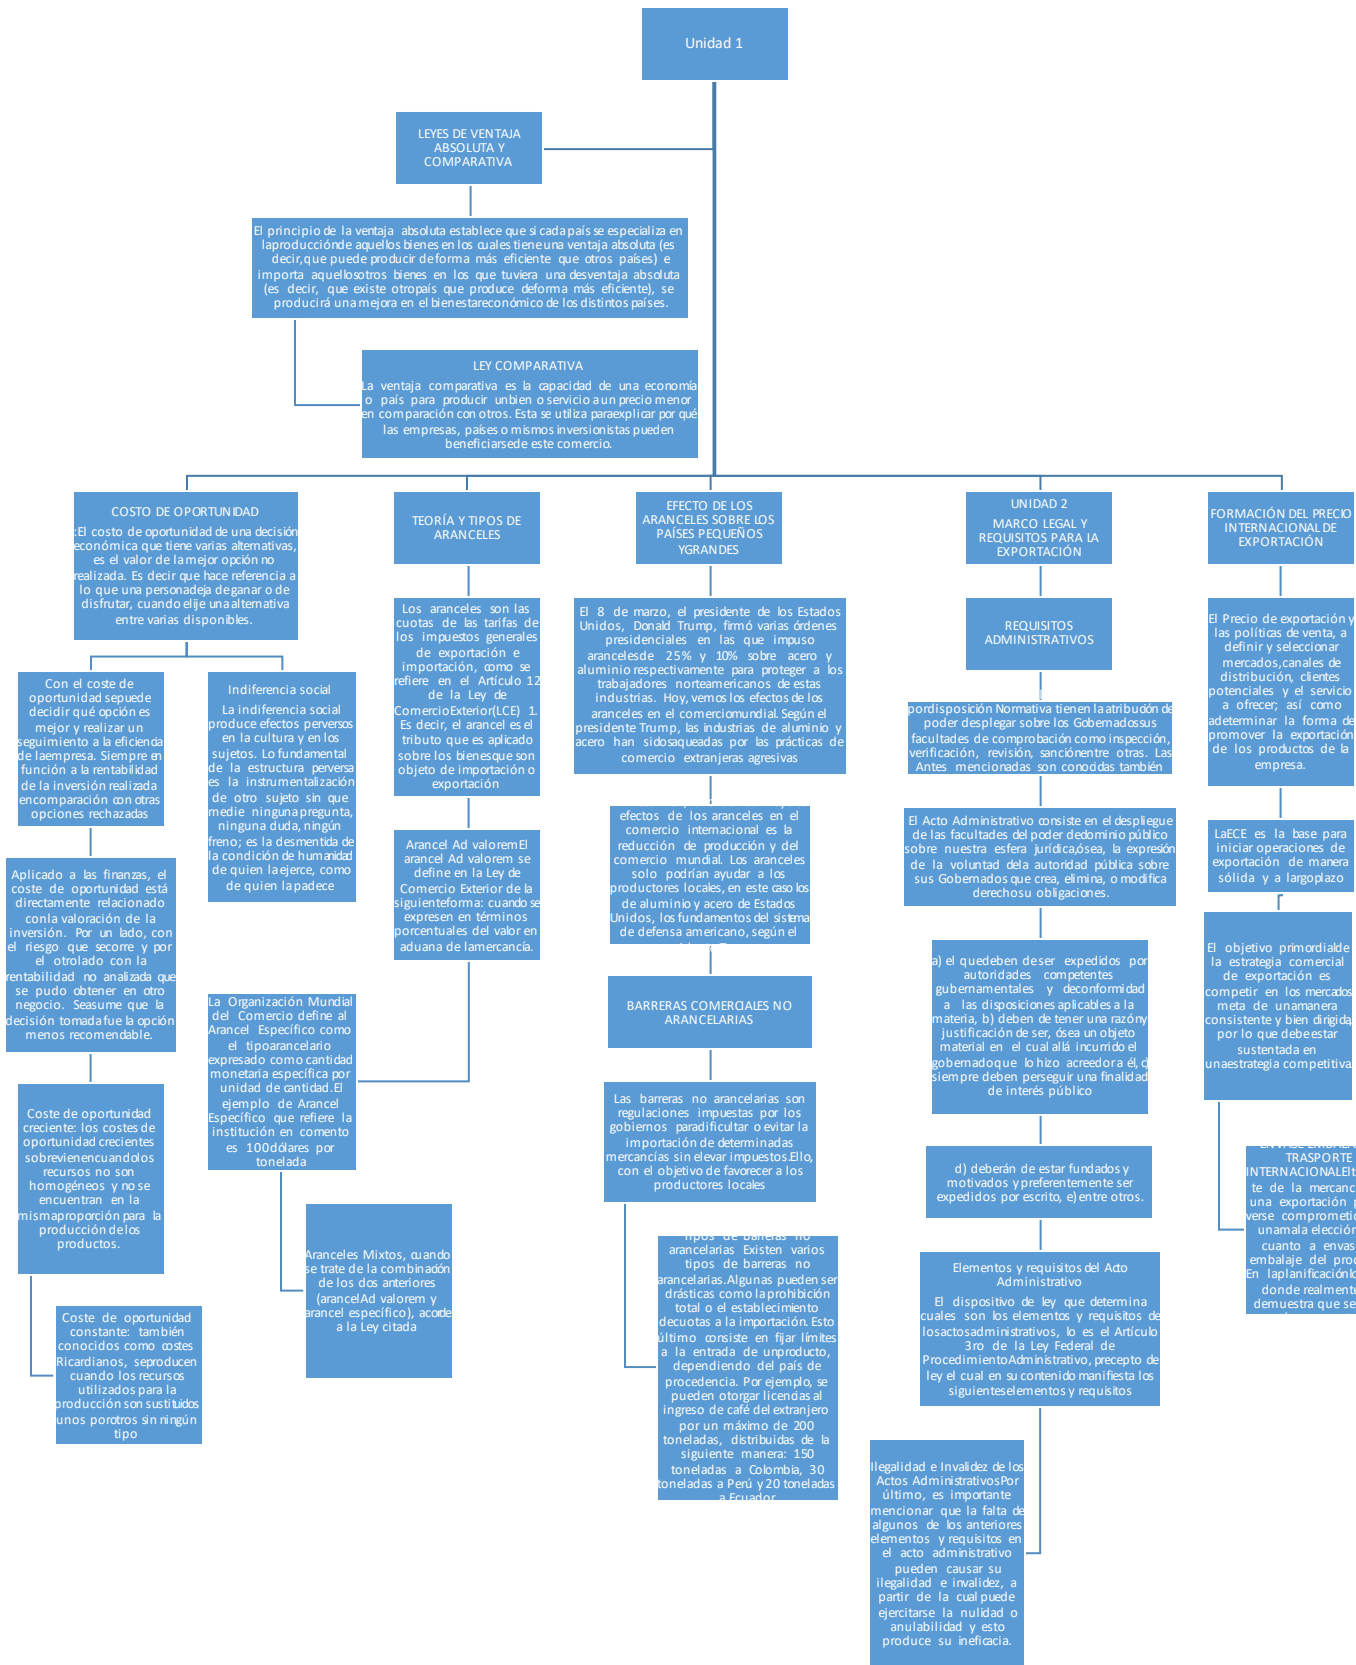 Unidad 1
LEYES DE VENTAJA
ABSOLUTA Y
COMPARATIVA
El principio de la ventaja absoluta establece que si cada país se especializa en
laproducciónde aquellos bienes en los cuales tiene una ventaja absoluta (es
decir,que puede producir deforma más eficiente que otros países) e
importa aquellosotros bienes en los que tuviera una desventaja absoluta
(es decir, que existe otropaís que produce deforma más eficiente), se
producirá una mejora en el bienestareconómico de los distintos países.
LEY COMPARATIVA
La ventaja comparativa es la capacidad de una economía
o país para producir unbien o servicio a un precio menor
en comparación con otros. Esta se utiliza paraexplicar por qué
las empresas, países o mismos inversionistas pueden
beneficiarsede este comercio.
COSTO DE OPORTUNIDAD
:El costo de oportunidad de una decisión
económica que tiene varias alternativas,
es el valor de la mejor opción no
realizada. Es decir que hace referencia a
lo que una personadeja de ganar o de
disfrutar, cuando elije una alternativa
entre varias disponibles.
Con el coste de
oportunidad sepuede
decidir qué opción es
mejor y realizar un
seguimiento a la eficienda
de laempresa. Siempre en
función a la rentabilidad
de la inversión realizada
encomparación con otras
opciones rechazadas
Aplicado a las finanzas, el
coste de oportunidad está
directamente relacionado
conla valoración de la
inversión. Por un lado, con
el riesgo que secorre y por
el otrolado con la
rentabilidad no analizada que
se pudo obtener en otro
negocio. Seasume que la
decisión tomada fue la opción
menos recomendable.
Coste de oportunidad
creciente: los costes de
oportunidad crecientes
sobrevienencuandolos
recursos no son
homogéneos y no se
encuentran en la
mismaproporción para la
producción de los
productos.
Coste de oportunidad
constante: también
conocidos como costes
Ricardianos, seproducen
cuando los recursos
utilizados para la
producción son sustituidos
unos porotros sin ningún
tipo
Indiferencia social
La indiferencia social
produce efectos perversos
en la cultura y en los
sujetos. Lo fundamental
de la estructura perversa
es la instrumentalización
de otro sujeto sin que
medie ninguna pregunta,
ninguna duda, ningún
freno; es la desmentida de
la condición de humanidad
de quien la ejerce, como
de quien la padece
TEORÍA Y TIPOS DE
ARANCELES
Los aranceles son las
cuotas de las tarifas de
los impuestos generales
de exportación e
importación, como se
refiere en el Artículo 12
de la Ley de
ComercioExterior(LCE) 1.
Es decir, el arancel es el
tributo que es aplicado
sobre los bienesque son
objeto de importación o
exportación
Arancel Ad valoremEl
arancel Ad valorem se
define en la Ley de
Comercio Exterior de la
siguienteforma: cuando se
expresen en términos
porcentuales del valor en
aduana de lamercancía.
La Organización Mundial
del Comercio define al
Arancel Específico como
el tipoarancelario
expresado como cantidad
monetaria específica por
unidad de cantidad.El
ejemplo de Arancel
Específico que refiere la
institución en comento
es 100dólares por
tonelada
Aranceles Mixtos, cuando
se trate de la combinación
de los dos anteriores
(arancelAd valorem y
arancel específico), acorde
a la Ley citada
EFECTO DE LOS
ARANCELES SOBRE LOS
PAÍSES PEQUEÑOS
YGRANDES
El 8 de marzo, el presidente de los Estados
Unidos, Donald Trump, firmó varias órdenes
presidenciales en las que impuso
arancelesde 25% y 10% sobre acero y
aluminio respectivamente para proteger a los
trabajadores norteamericanos de estas
industrias. Hoy, vemos los efectos de los
aranceles en el comerciomundial. Según el
presidente Trump, las industrias de aluminio y
acero han sidosaqueadas por las prácticas de
comercio extranjeras agresivas
efectos de los aranceles en el
comercio internacional es la
reducción de producción y del
comercio mundial. Los aranceles
solo podrían ayudar a los
productores locales, en este caso los
de aluminio y acero de Estados
Unidos, los fundamentos del sistema
de defensa americano, según el
BARRERAS COMERCIALES NO
ARANCELARIAS
Las barreras no arancelarias son
regulaciones impuestas por los
gobiernos paradificultar o evitar la
importación de determinadas
mercancías sin elevar impuestos.Ello,
con el objetivo de favorecer a los
productores locales
Tipos de barreras no
arancelarias Existen varios
tipos de barreras no
arancelarias.Algunas pueden ser
drásticas como la prohibición
total o el establecimiento
decuotas a la importación. Esto
último consiste en fijar límites
a la entrada de unproducto,
dependiendo del país de
procedencia. Por ejemplo, se
pueden otorgar licencias al
ingreso de café del extranjero
por un máximo de 200
toneladas, distribuidas de la
siguiente manera: 150
toneladas a Colombia, 30
toneladas a Perú y 20 toneladas
a Ecuador
UNIDAD 2
MARCO LEGAL Y
REQUISITOS PARA LA
EXPORTACIÓN
REQUISITOS
ADMINISTRATIVOS
pordisposición Normativa tienen la atribución de
poder desplegar sobre los Gobernadossus
facultades de comprobación como inspección,
verificación, revisión, sanciónentre otras. Las
Antes mencionadas son conocidas también
El Acto Administrativo consiste en el despliegue
de las facultades del poder dedominio público
sobre nuestra esfera jurídica,ósea, la expresión
de la voluntad dela autoridad pública sobre
sus Gobernados que crea, elimina, o modifica
derechosu obligaciones.
a) el quedeben de ser expedidos por
autoridades competentes
gubernamentales y deconformidad
a las disposiciones aplicables a la
materia, b) deben de tener una razóny
justificación de ser, ósea un objeto
material en el cual allá incurrido el
gobernadoque lo hizo acreedor a él, c)
siempre deben perseguir una finalidad
de interés público
d) deberán de estar fundados y
motivados y preferentemente ser
expedidos por escrito, e) entre otros.
Elementos y requisitos del Acto
Administrativo
El dispositivo de ley que determina
cuales son los elementos y requisitos de
losactosadministrativos, lo es el Artículo
3ro de la Ley Federal de
ProcedimientoAdministrativo, precepto de
ley el cual en su contenido manifiesta los
siguienteselementos y requisitos
Ilegalidad e Invalidez de los
Actos AdministrativosPor
último, es importante
mencionar que la falta de
algunos de los anteriores
elementos y requisitos en
el acto administrativo
pueden causar su
ilegalidad e invalidez, a
partir de la cual puede
ejercitarse la nulidad o
anulabilidad y esto
produce su ineficacia.
FORMACIÓN DEL PRECIO
INTERNACIONAL DE
EXPORTACIÓN
El Precio de exportación y
las políticas de venta, a
definir y seleccionar
mercados,canales de
distribución, clientes
potenciales y el servicio
a ofrecer; así como
adeterminar la forma de
promover la exportación
de los productos de la
empresa.
LaECE es la base para
iniciar operaciones de
exportación de manera
sólida y a largoplazo
El objetivo primordialde
la estrategia comercial
de exportación es
competir en los mercados
meta de unamanera
consistente y bien dirigida,
por lo que debeestar
sustentada en
unaestrategia competitiva.
TRASPORTE
te de la mercanc
una exportación p
verse comprometi
unamala elección
cuanto a envas
embalaje del pro
donde realmente
demuestra que se